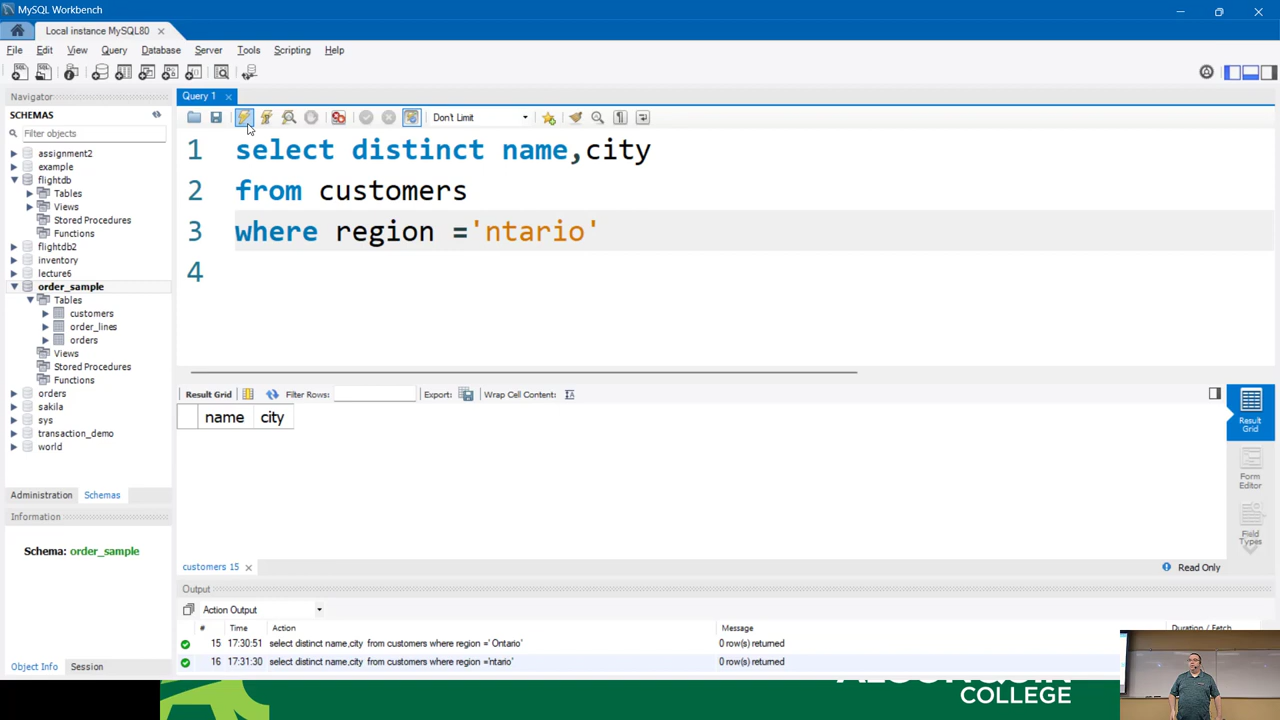 MySQL Workbench
Local instance MySQL80
File Edit View Query Database Server Tools Scripting Help
Navigator
SCHEMAS
Filter objects
assignment2
example
flightdb
Tables
Views
Stored Procedures
Functions
flightdb2
inventory
lecture6
order_sample
Tables
customers
order_lines
orders
Views
Stored Procedures
Functions
orders
sakila
sys
transaction_demo
world
Administration Schemas
Information
Schema: order_sample
Object Info Session
Query 1
Don't Limit
1 select distinct name,city
2 from customers
3 where region ='ntario'
4
Result Grid Filter Rows: Export: Wrap Cell Content:
name city
Result Grid
Form Editor
Field Types
customers 15
Read Only
Output
Action Output
# Time Action Message Duration / Fetch
15 17:30:51 select distinct name,city from customers where region =' Ontario' 0 row(s) returned
16 17:31:30 select distinct name,city from customers where region ='ntario' 0 row(s) returned
COLLEGE